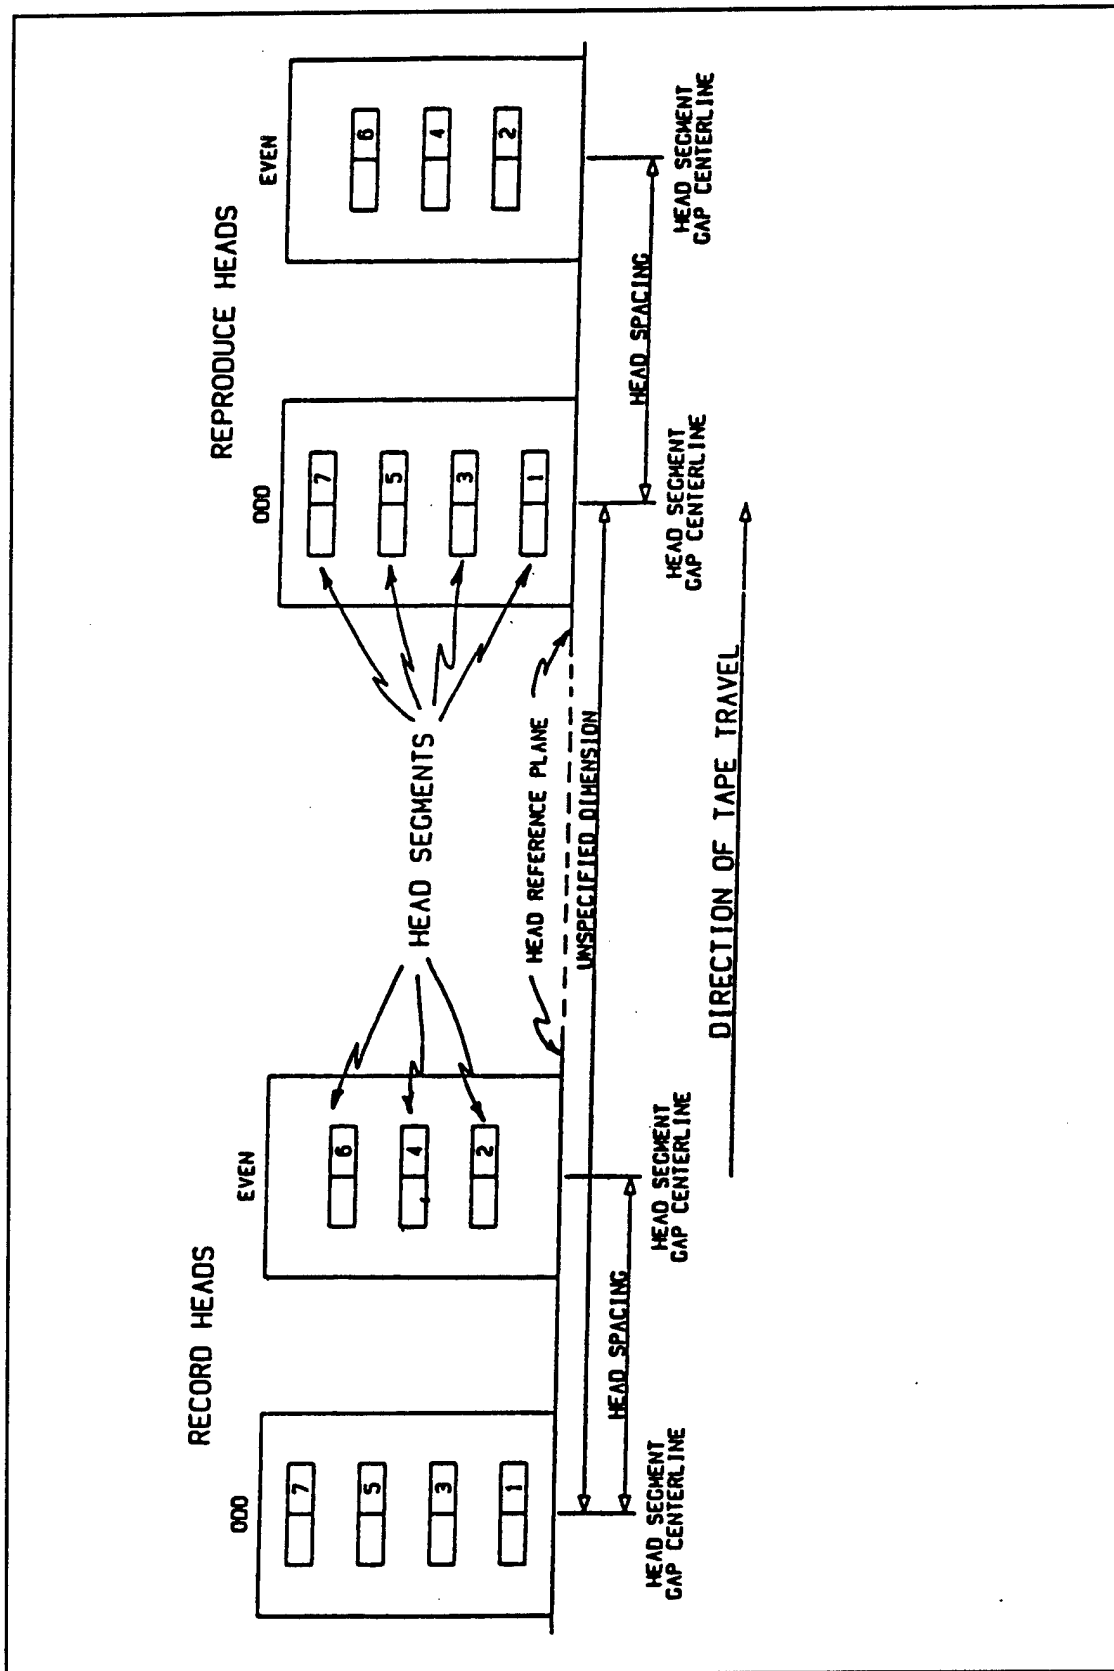 RECORD HEADS
REPRODUCE HEADS
ODD
EVEN
ODD
EVEN
7
5
3
1
6
4
2
7
5
3
1
6
4
2
HEAD SEGMENTS
HEAD REFERENCE PLANE
UNSPECIFIED DIMENSION
HEAD SPACING
HEAD SPACING
HEAD SEGMENT
GAP CENTERLINE
HEAD SEGMENT
GAP CENTERLINE
HEAD SEGMENT
GAP CENTERLINE
HEAD SEGMENT
GAP CENTERLINE
DIRECTION OF TAPE TRAVEL